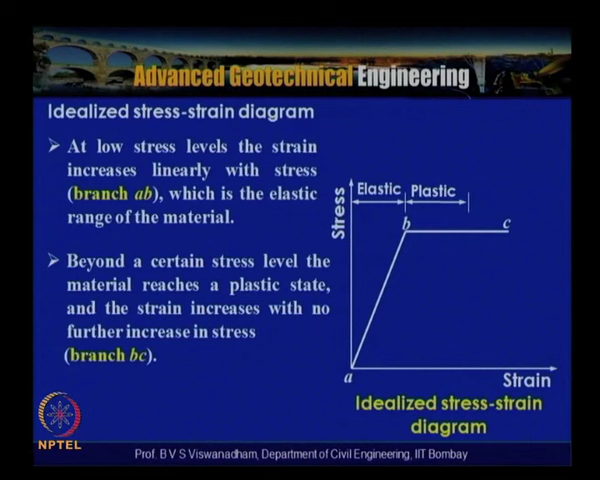 Advanced Geotechnical Engineering
Idealized stress-strain diagram
➢ At low stress levels the strain
increases linearly with stress
(branch ab), which is the elastic
range of the material.
➢ Beyond a certain stress level the
material reaches a plastic state,
and the strain increases with no
further increase in stress
(branch bc).
Stress
Elastic Plastic
b
c
a
Strain
Idealized stress-strain
diagram
NPTEL
Prof. B V S Viswanadham, Department of Civil Engineering, IIT Bombay